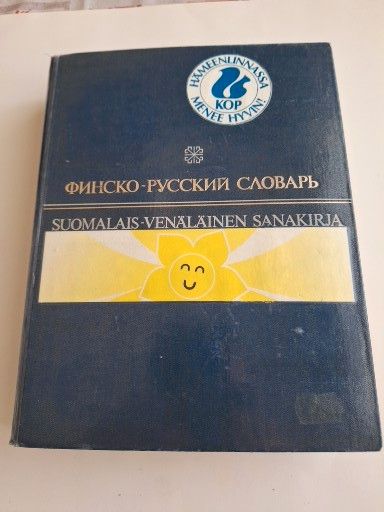 HÄMEENLINNASSA
KOP
MENEE HYVIN!
ФИНСКО-РУССКИЙ СЛОВАРЬ
SUOMALAIS-VENÄLÄINEN SANAKIRJA